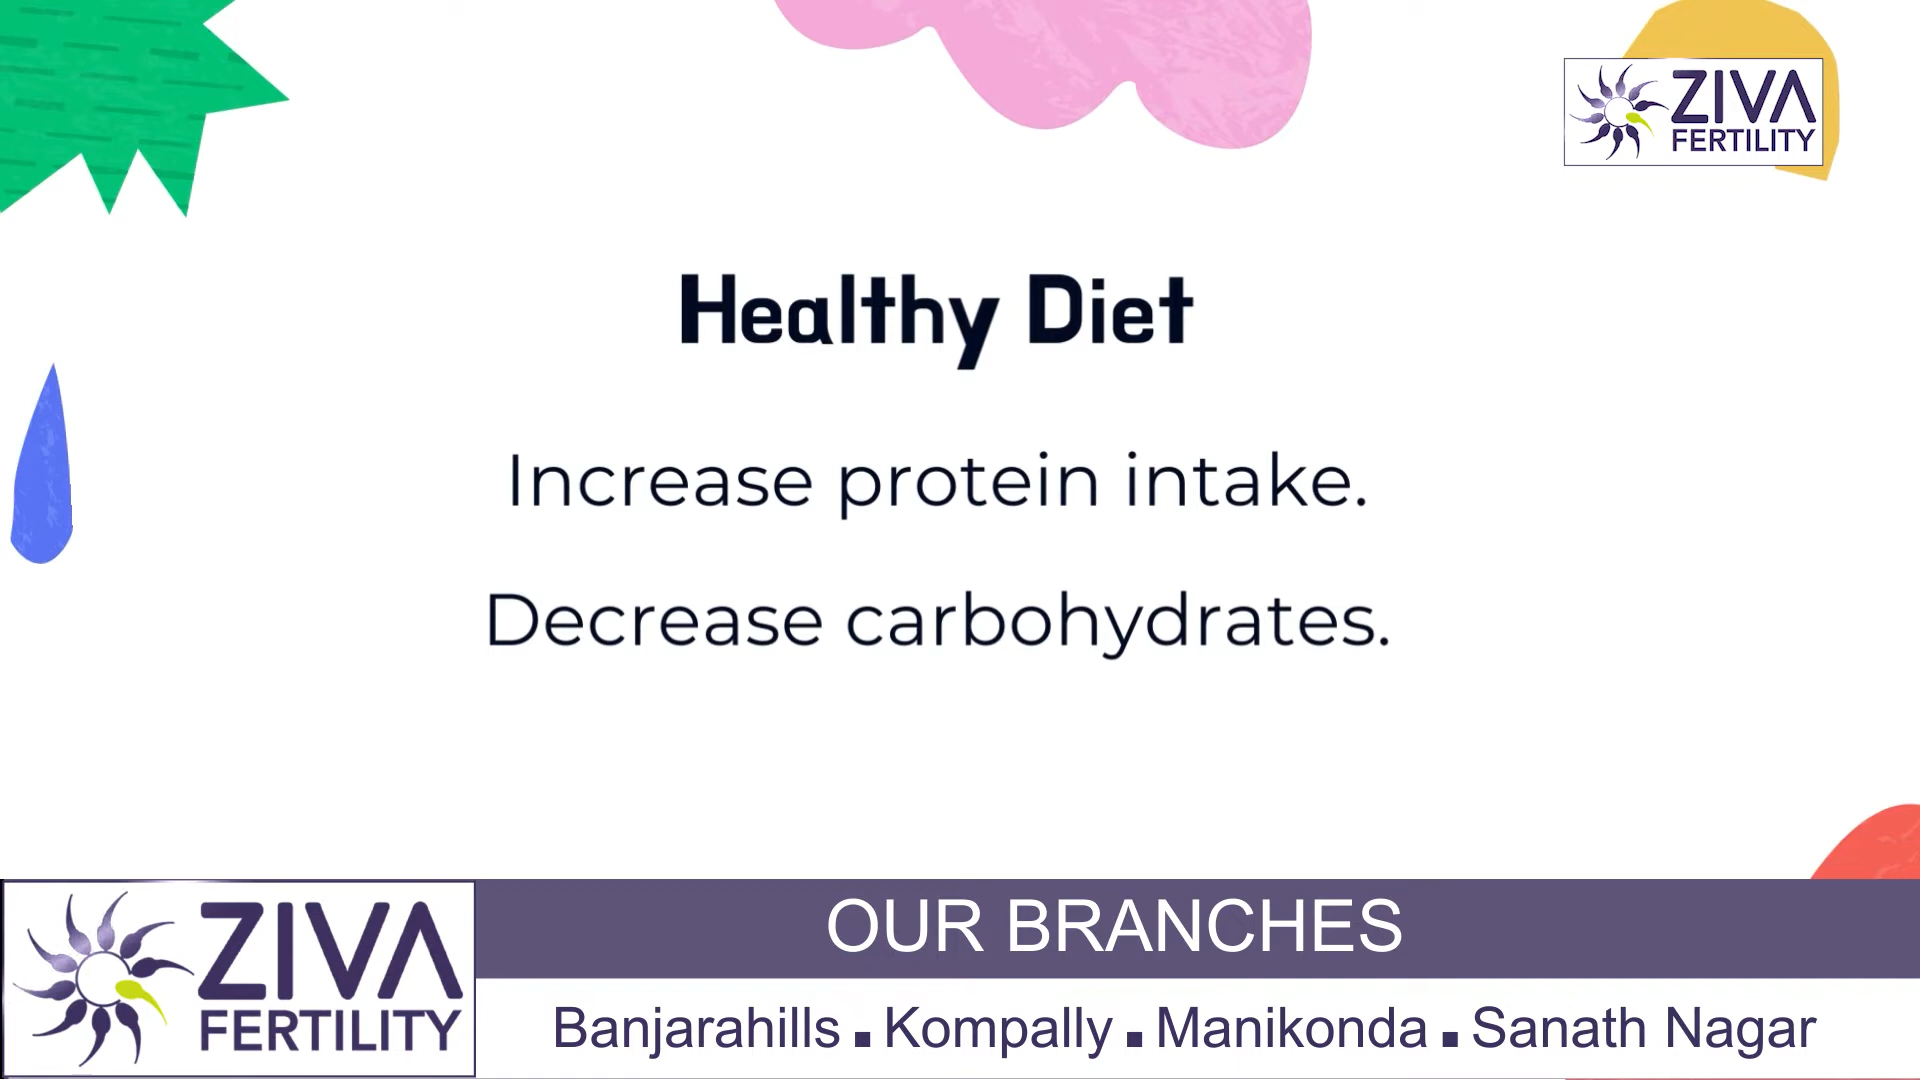 ZIVA
FERTILITY
Healthy Diet
Increase protein intake.
Decrease carbohydrates.
ZIVA
FERTILITY
OUR BRANCHES
Banjarahills ■ Kompally ■ Manikonda ■ Sanath Nagar